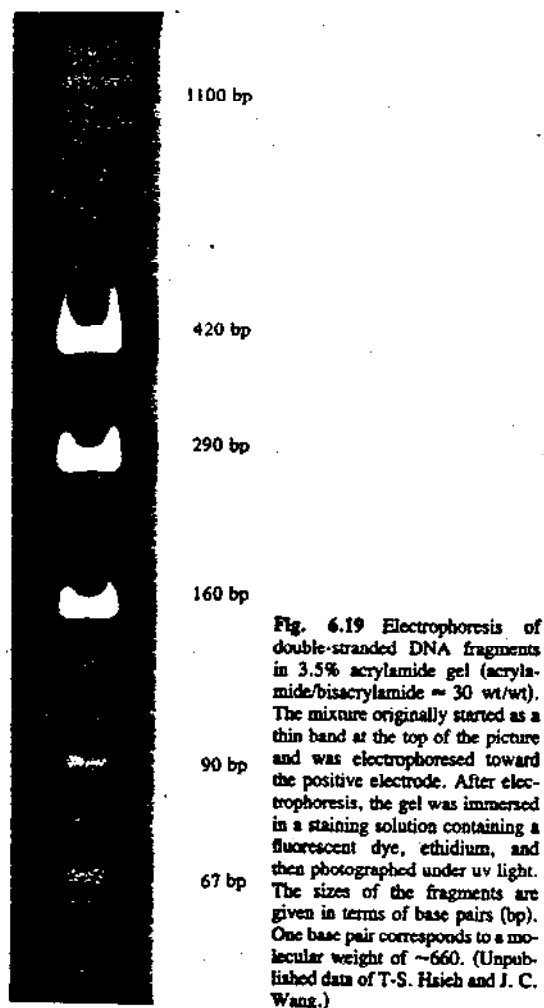 1100 bp
420 bp
290 bp
160 bp
90 bp
67 bp
Fig. 6.19 Electrophoresis of
double-stranded DNA fragments
in 3.5% acrylamide gel (acryla-
mide/bisacrylamide = 30 wt/wt).
The mixture originally started as a
thin band at the top of the picture
and was electrophoresed toward
the positive electrode. After elec-
trophoresis, the gel was immersed
in a staining solution containing a
fluorescent dye, ethidium, and
then photographed under uv light.
The sizes of the fragments are
given in terms of base pairs (bp).
One base pair corresponds to a mo-
lecular weight of ~660. (Unpub-
lished data of T-S. Hsieh and J. C.
Wang.)